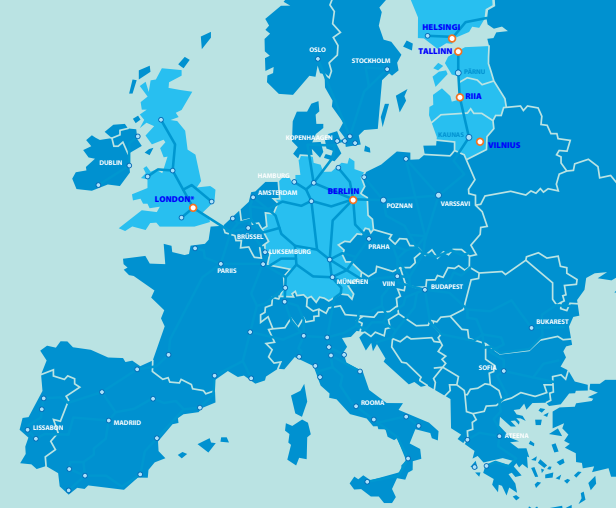 HELSINGI
OSLO
TALLINN
STOCKHOLM
PÄRNU
RIIA
KAUNAS
KOPENHAAGEN
VILNIUS
DUBLIN
HAMBURG
BERLIIN
AMSTERDAM
LONDON*
POZNAN
VARSSAVI
BRÜSSEL
PRAHA
LUKSEMBURG
PARIIS
MÜNCHEN
VIIN
BUDAPEST
BUKAREST
SOFIA
ROOMA
MADRIID
LISSABON
ATEENA